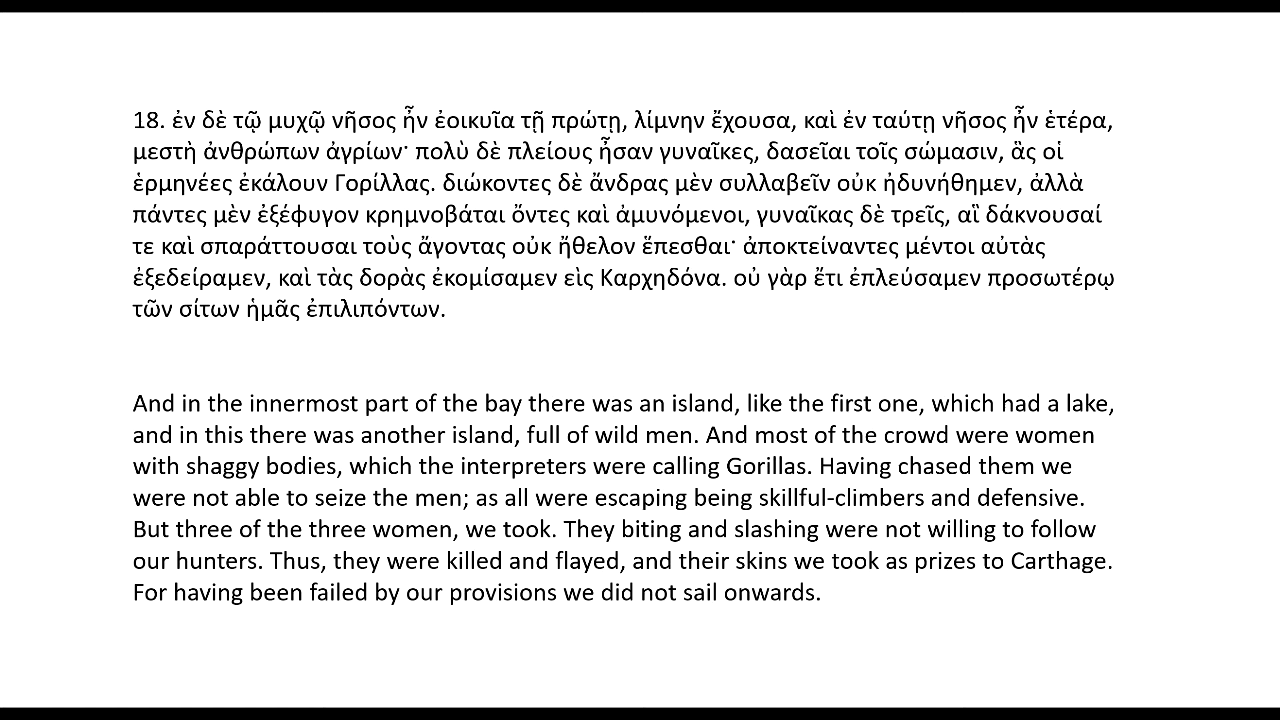 18. ἐν δὲ τῷ μυχῷ νῆσος ἦν ἐοικυῖα τῇ πρώτῃ, λίμνην ἔχουσα, καὶ ἐν ταύτῃ νῆσος ἦν ἑτέρα,
μεστὴ ἀνθρώπων ἀγρίων· πολὺ δὲ πλείους ἦσαν γυναῖκες, δασεῖαι τοῖς σώμασιν, ἃς οἱ
ἑρμηνέες ἐκάλουν Γορίλλας. διώκοντες δὲ ἄνδρας μὲν συλλαβεῖν οὐκ ἠδυνήθημεν, ἀλλὰ
πάντες μὲν ἐξέφυγον κρημνοβάται ὄντες καὶ ἀμυνόμενοι, γυναῖκας δὲ τρεῖς, αἳ δάκνουσαί
τε καὶ σπαράττουσαι τοὺς ἄγοντας οὐκ ἤθελον ἕπεσθαι· ἀποκτείναντες μέντοι αὐτὰς
ἐξεδείραμεν, καὶ τὰς δορὰς ἐκομίσαμεν εἰς Καρχηδόνα. οὐ γὰρ ἔτι ἐπλεύσαμεν προσωτέρῳ
τῶν σίτων ἡμᾶς ἐπιλιπόντων.
And in the innermost part of the bay there was an island, like the first one, which had a lake,
and in this there was another island, full of wild men. And most of the crowd were women
with shaggy bodies, which the interpreters were calling Gorillas. Having chased them we
were not able to seize the men; as all were escaping being skillful-climbers and defensive.
But three of the three women, we took. They biting and slashing were not willing to follow
our hunters. Thus, they were killed and flayed, and their skins we took as prizes to Carthage.
For having been failed by our provisions we did not sail onwards.